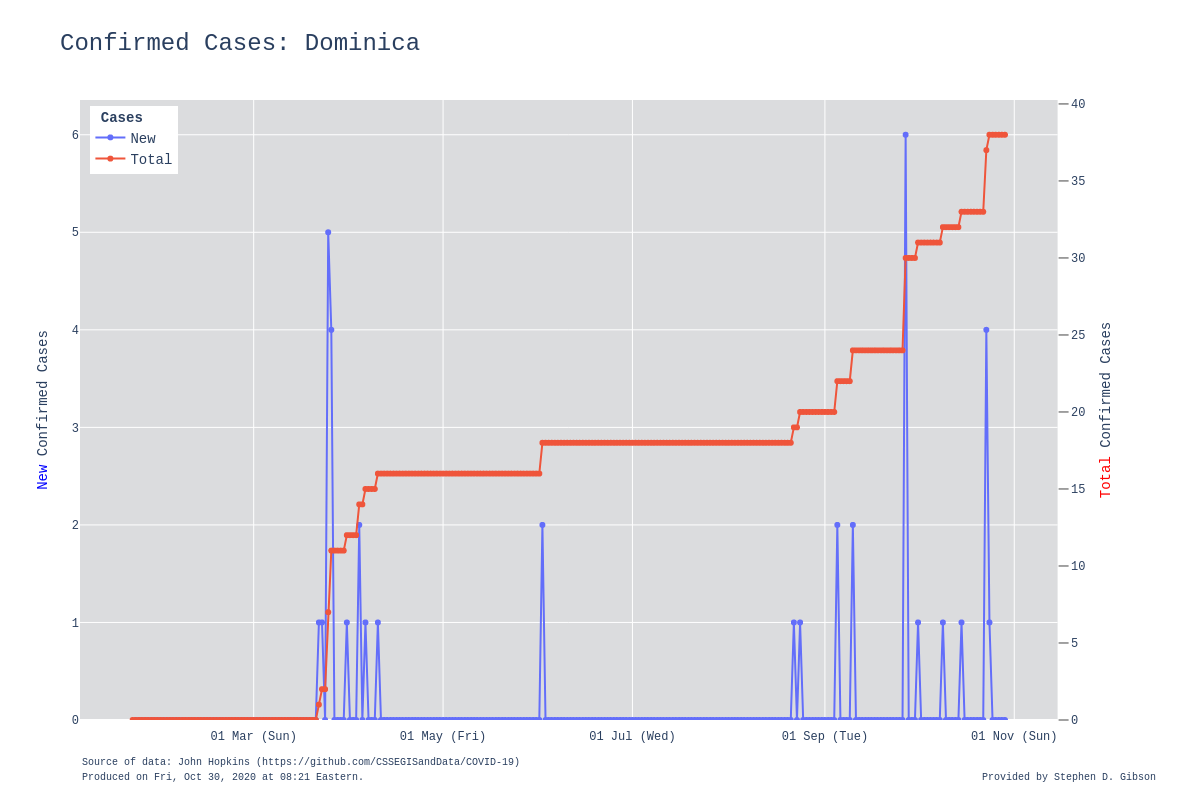 Confirmed Cases: Dominica
Cases
New
Total
6
5
4
3
2
1
0
40
35
30
25
20
15
10
5
0
New Confirmed Cases
Total Confirmed Cases
01 Mar (Sun) 01 May (Fri) 01 Jul (Wed) 01 Sep (Tue) 01 Nov (Sun)
Source of data: John Hopkins (https://github.com/CSSEGISandData/COVID-19)
Produced on Fri, Oct 30, 2020 at 08:21 Eastern.
Provided by Stephen D. Gibson